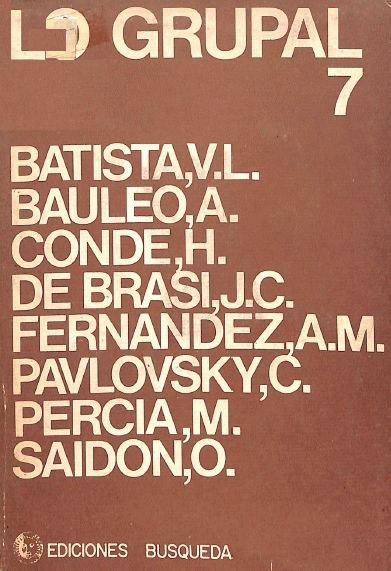 LO GRUPAL
7
BATISTA,V.L.
BAULEO,A.
CONDE,H.
DE BRASI,J.C.
FERNANDEZ,A.M.
PAVLOVSKY,C.
PERCIA,M.
SAIDON,O.
EDICIONES BUSQUEDA